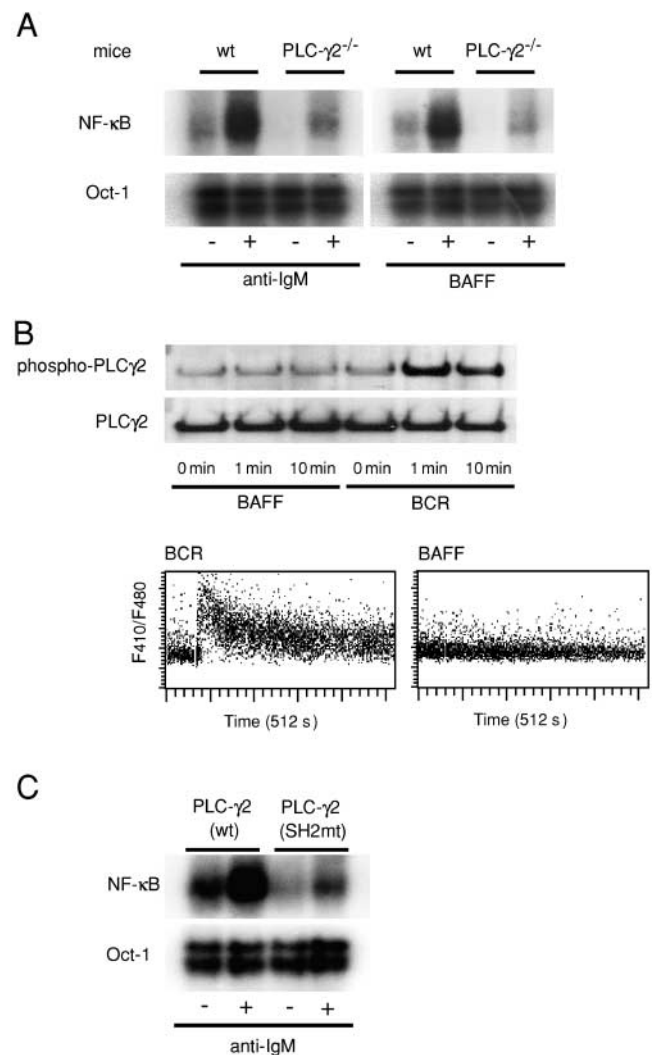 A
mice wt PLC-γ2-/- wt PLC-γ2-/-
NF-κB
Oct-1
- + - + - + - +
anti-IgM BAFF
B
phospho-PLCγ2
PLCγ2
0 min 1 min 10 min 0 min 1 min 10 min
BAFF BCR
BCR BAFF
F410/F480
Time (512 s) Time (512 s)
C
PLC-γ2 PLC-γ2
(wt) (SH2mt)
NF-κB
Oct-1
- + - +
anti-IgM